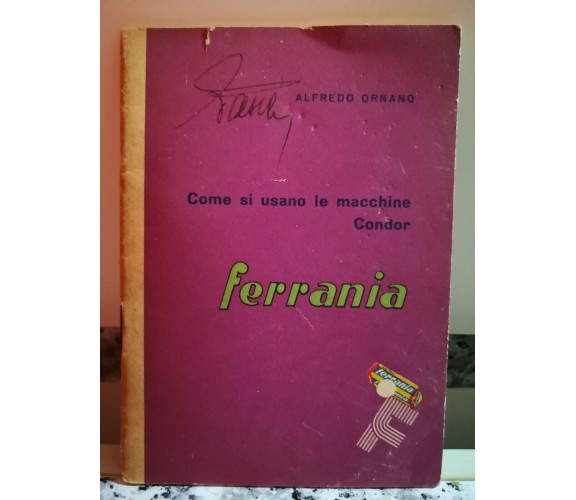 ALFREDO ORNANO
Come si usano le macchine
Condor
ferrania
ferrania